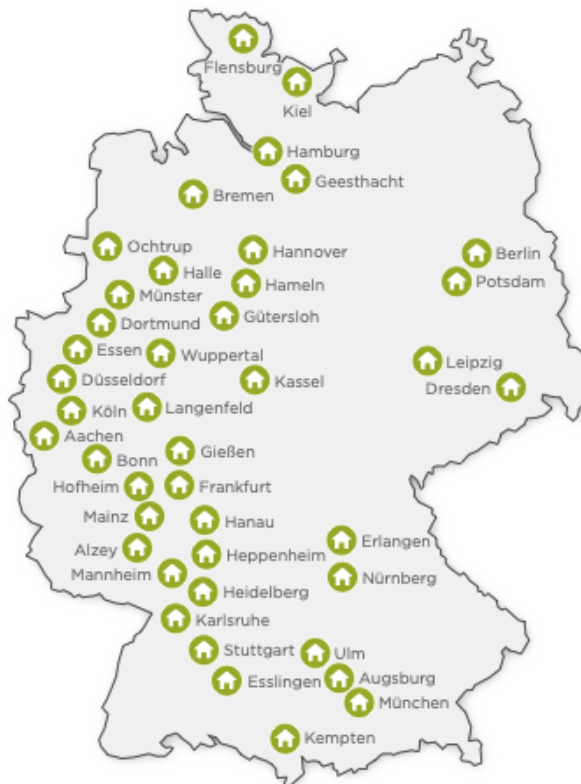 Flensburg
Kiel
Hamburg
Geesthacht
Bremen
Ochtrup
Hannover
Berlin
Halle
Hameln
Potsdam
Münster
Gütersloh
Dortmund
Essen
Wuppertal
Leipzig
Düsseldorf
Kassel
Dresden
Köln
Langenfeld
Aachen
Gießen
Bonn
Hofheim
Frankfurt
Mainz
Hanau
Erlangen
Alzey
Heppenheim
Mannheim
Nürnberg
Heidelberg
Karlsruhe
Stuttgart
Ulm
Esslingen
Augsburg
München
Kempten